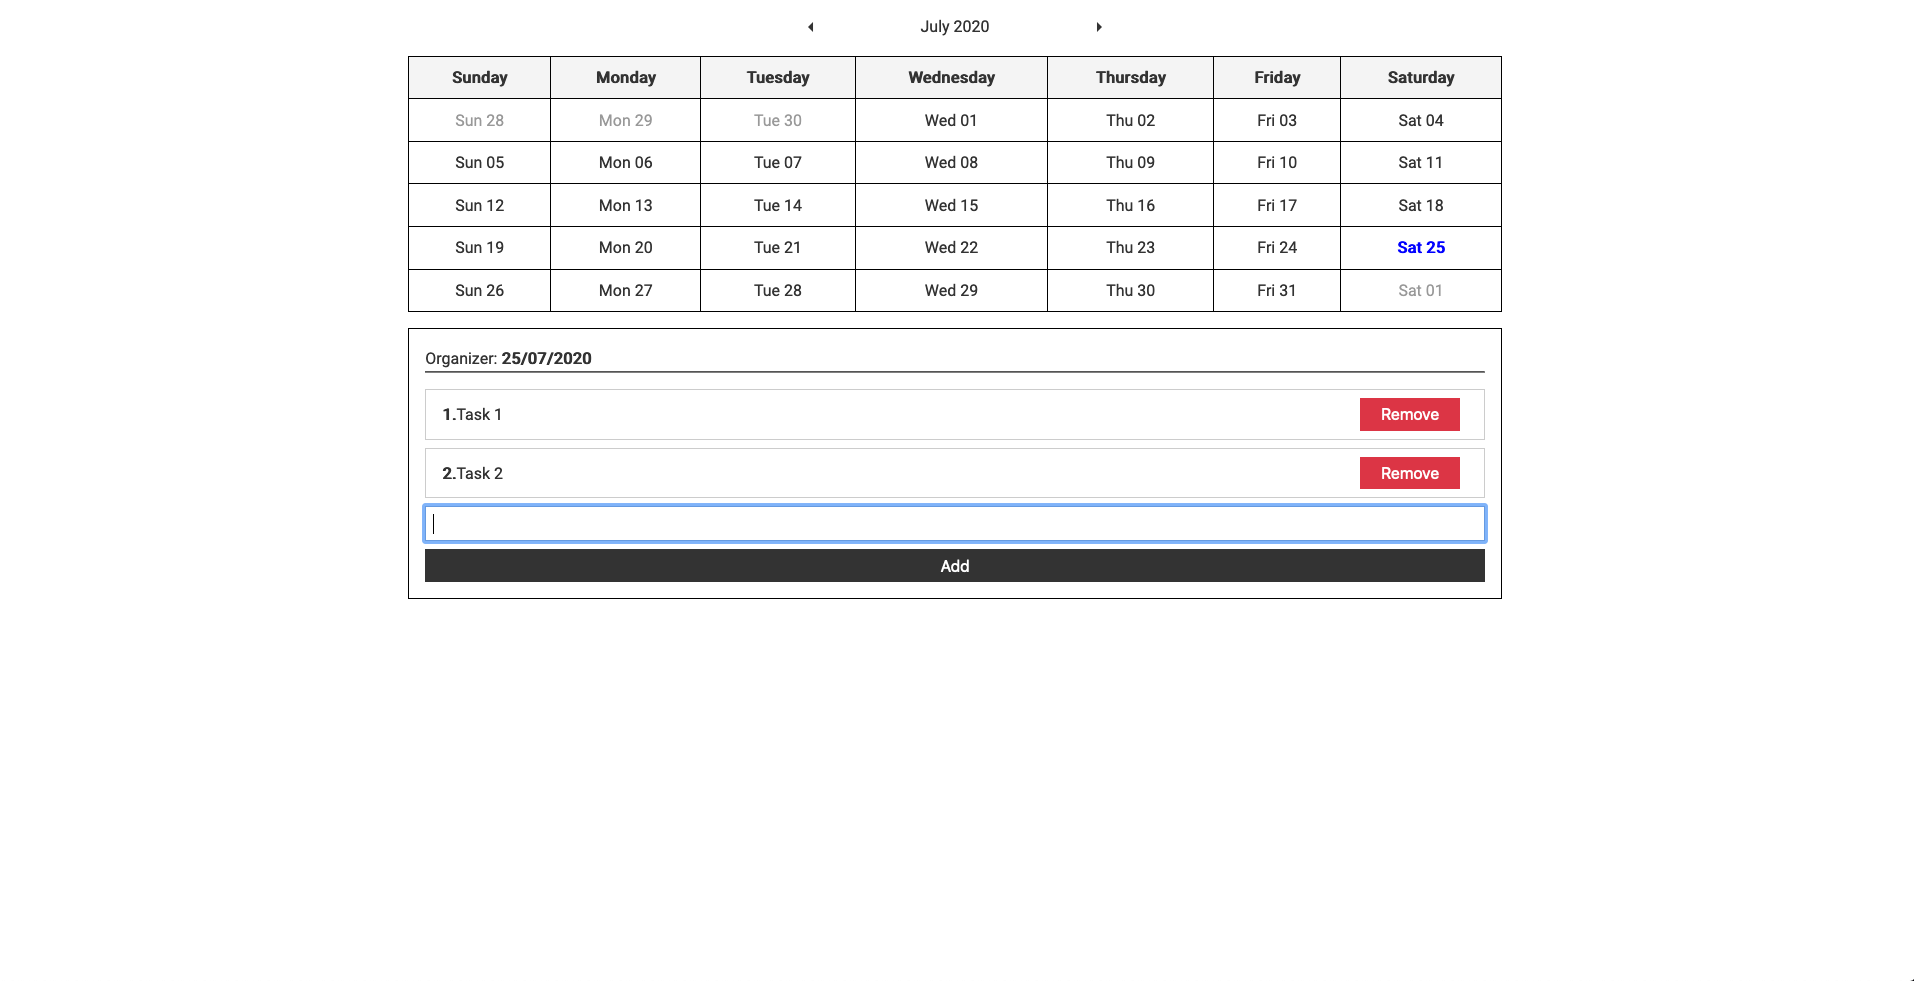 July 2020
Sunday Monday Tuesday Wednesday Thursday Friday Saturday
Sun 28 Mon 29 Tue 30 Wed 01 Thu 02 Fri 03 Sat 04
Sun 05 Mon 06 Tue 07 Wed 08 Thu 09 Fri 10 Sat 11
Sun 12 Mon 13 Tue 14 Wed 15 Thu 16 Fri 17 Sat 18
Sun 19 Mon 20 Tue 21 Wed 22 Thu 23 Fri 24 Sat 25
Sun 26 Mon 27 Tue 28 Wed 29 Thu 30 Fri 31 Sat 01
Organizer: 25/07/2020
1.Task 1 Remove
2.Task 2 Remove
Add